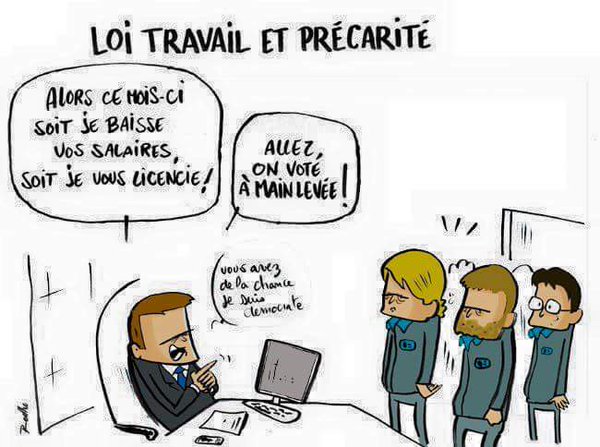 LOI TRAVAIL ET PRÉCARITÉ
ALORS CE MOIS-CI
SOIT JE BAISSE
VOS SALAIRES,
SOIT JE VOUS LICENCIE!
ALLEZ,
ON VOTE
À MAIN LEVÉE!
vous avez
de la chance
je suis
democrate